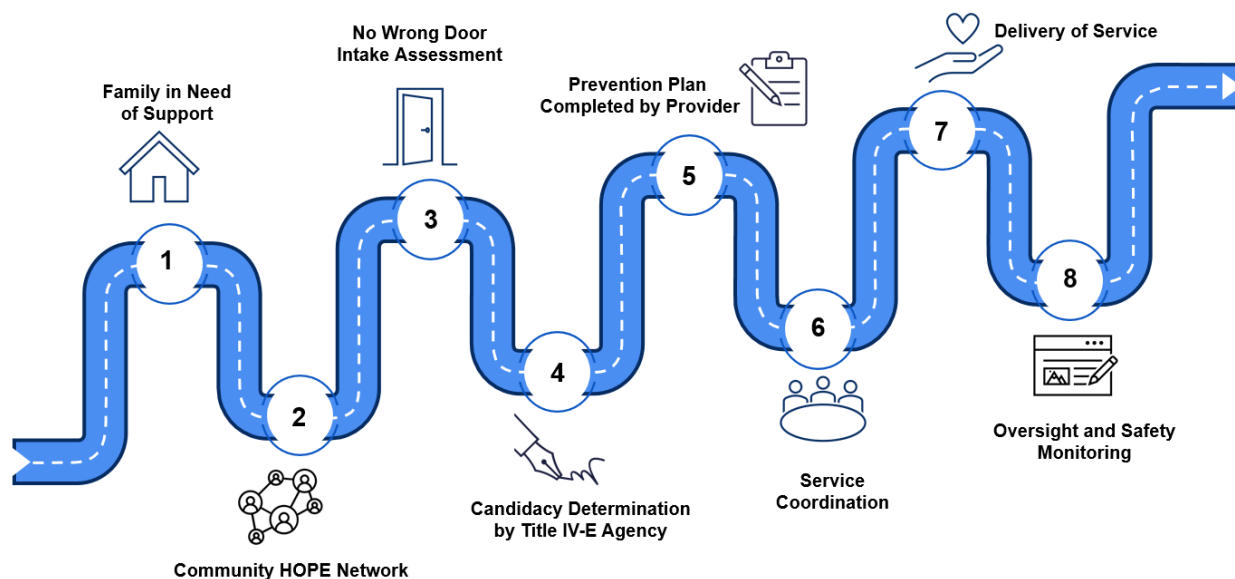 1
Family in Need
of Support
2
Community HOPE Network
3
No Wrong Door
Intake Assessment
4
Candidacy Determination
by Title IV-E Agency
5
Prevention Plan
Completed by Provider
6
Service
Coordination
7
Delivery of Service
8
Oversight and Safety
Monitoring